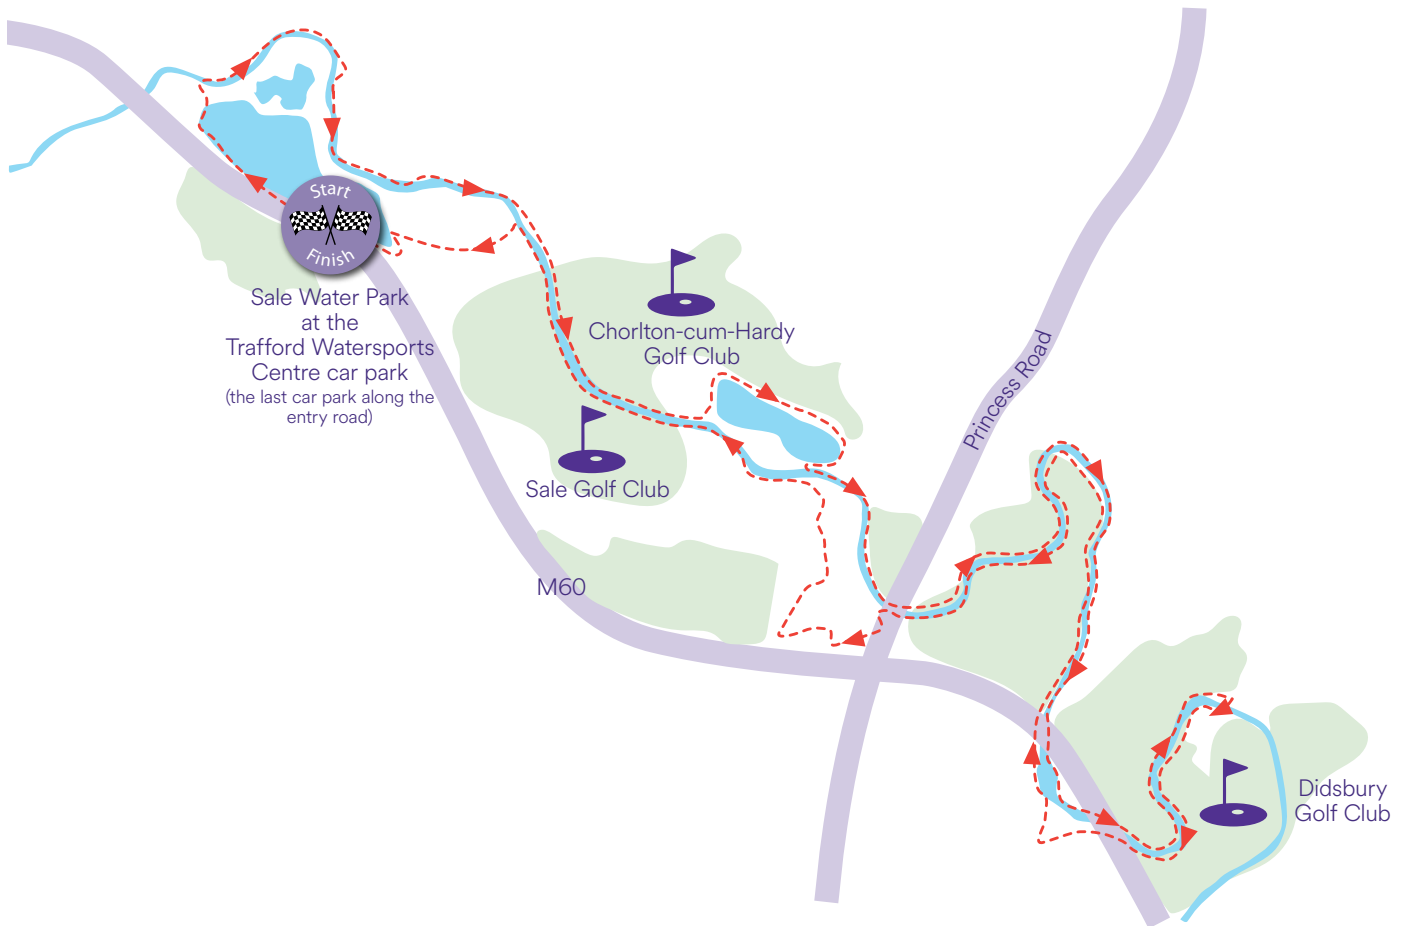 Start
Finish
Sale Water Park
at the
Trafford Watersports
Centre car park
(the last car park along the
entry road)
Chorlton-cum-Hardy
Golf Club
Sale Golf Club
Princess Road
M60
Didsbury
Golf Club